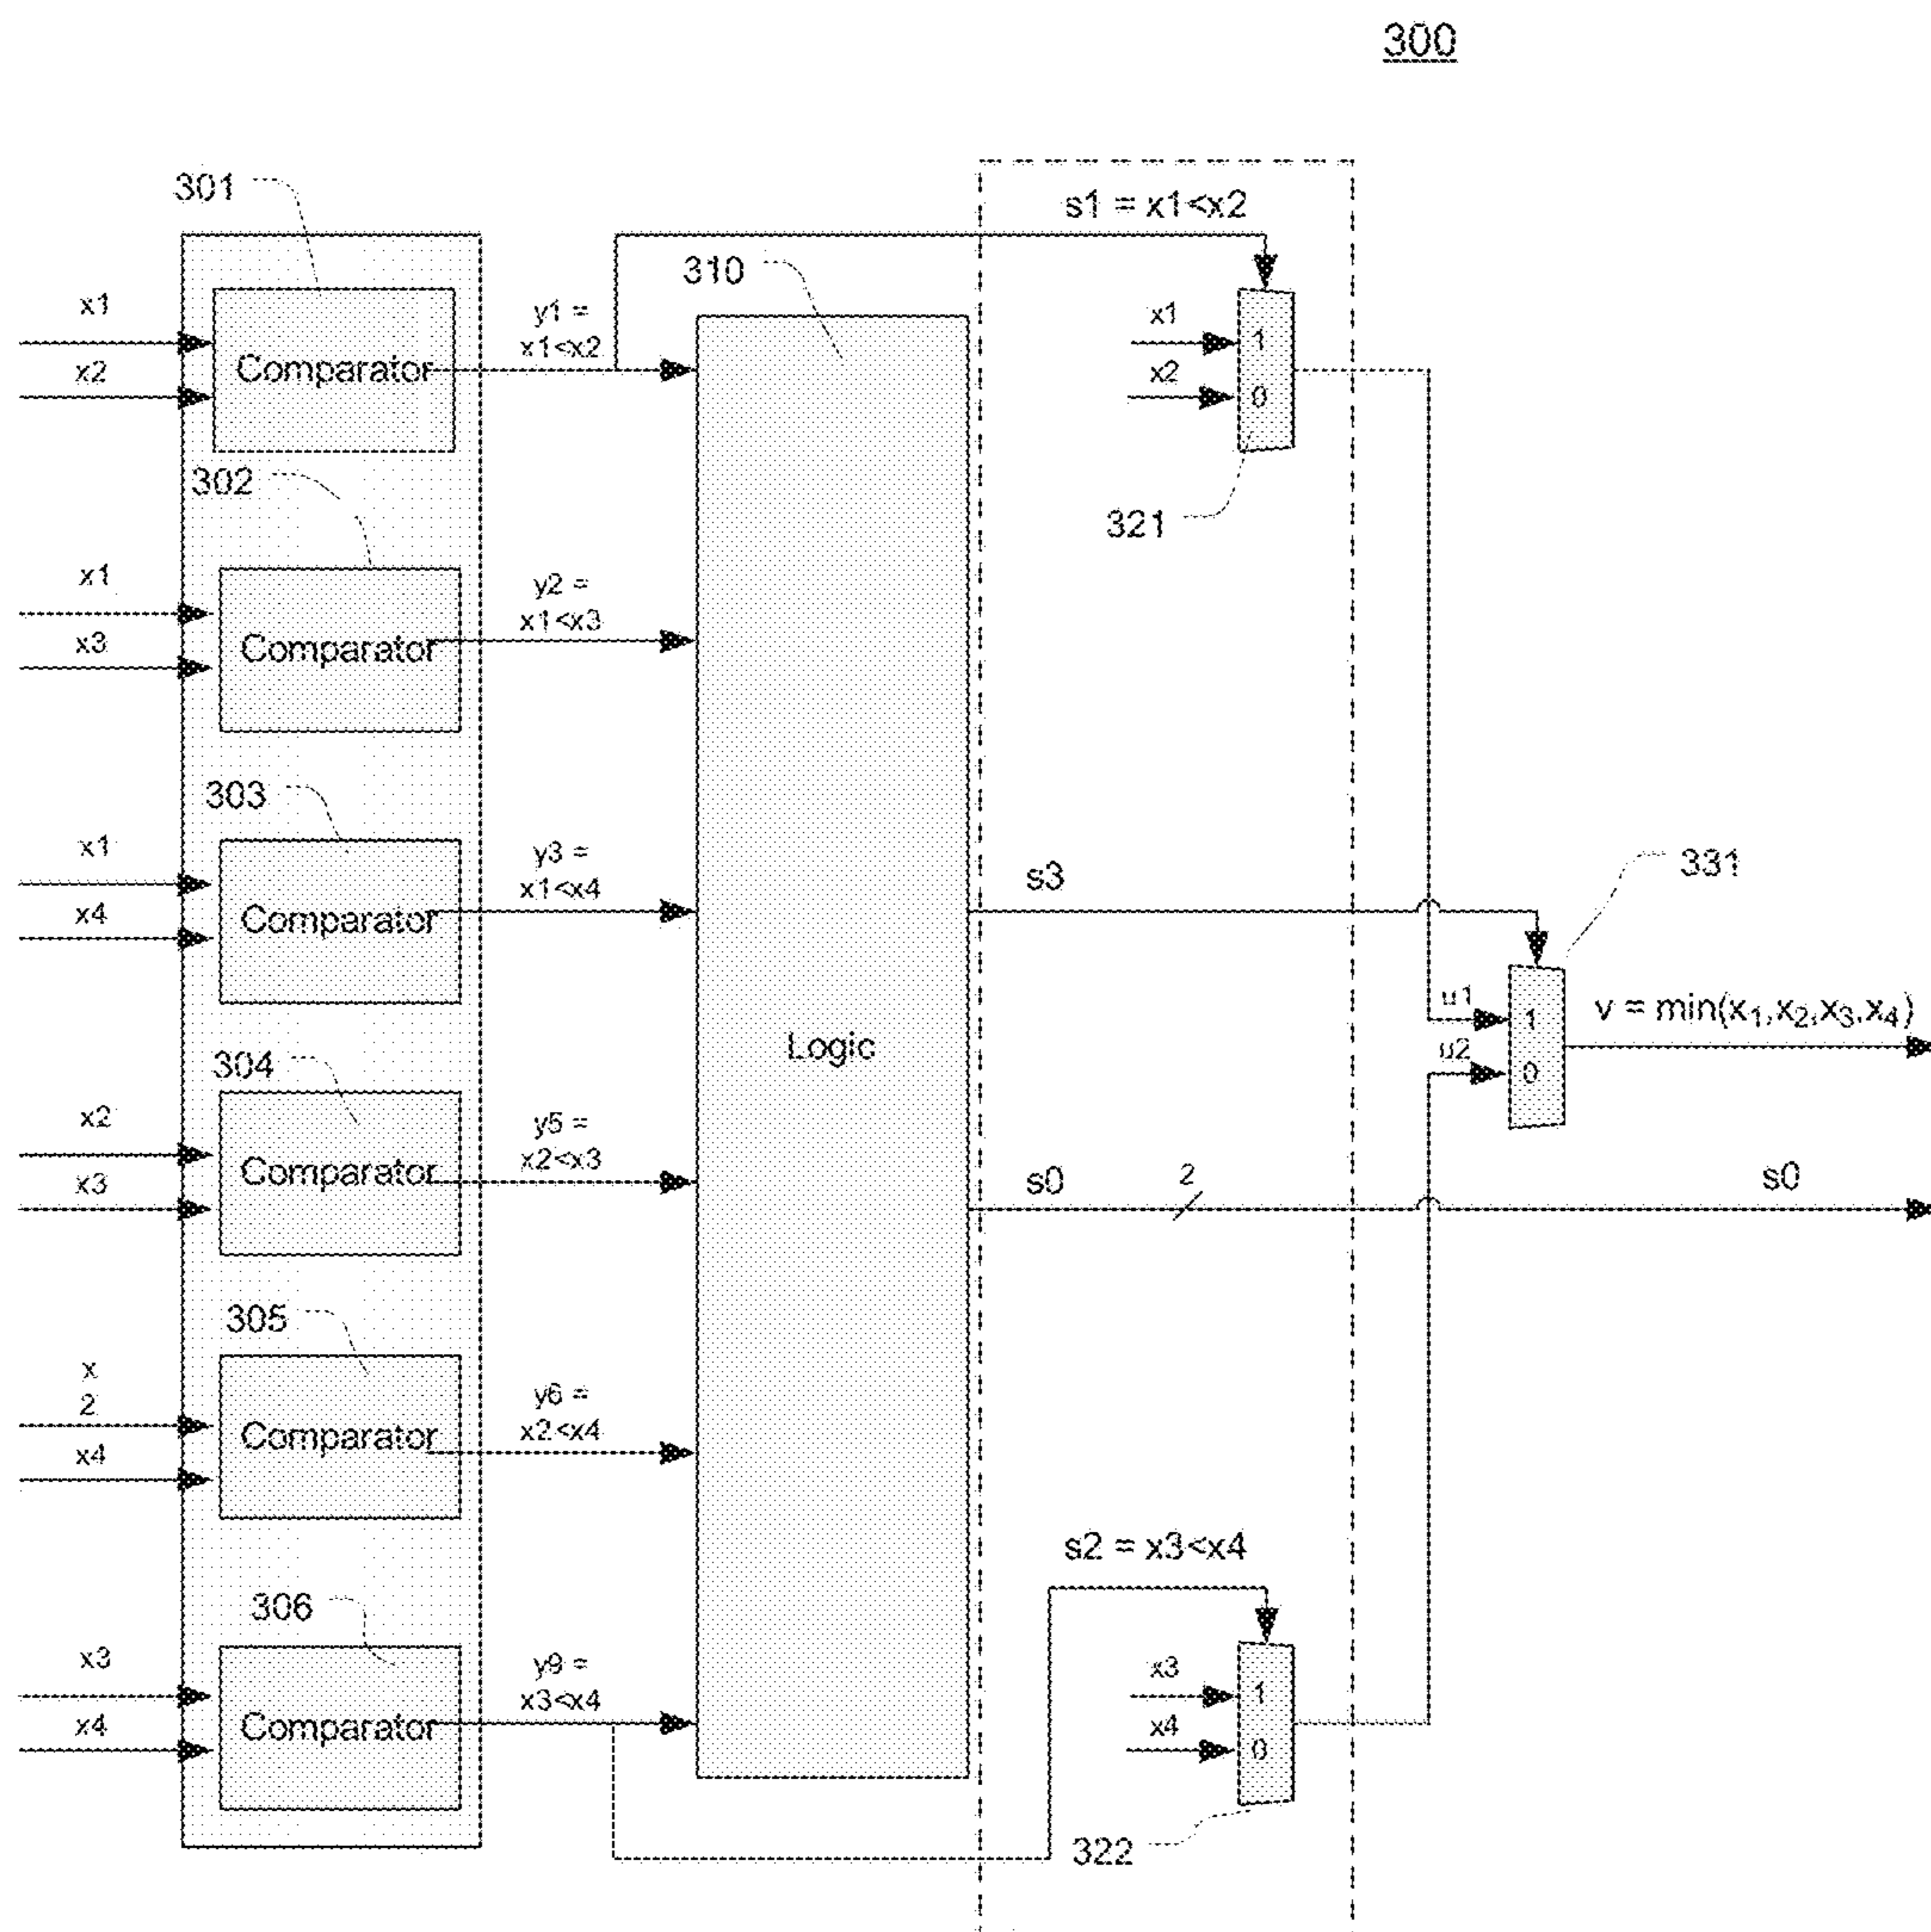 300
301
s1 = x1<x2
310
x1
x2
Comparator
y1 =
x1<x2
x1
x2
1
0
321
302
x1
x3
Comparator
y2 =
x1<x3
303
x1
x4
Comparator
y3 =
x1<x4
s3
331
Logic
u1
u2
1
0
v = min(x1,x2,x3,x4)
304
x2
x3
Comparator
y5 =
x2<x3
s0
2
s0
305
x
2
x4
Comparator
y6 =
x2<x4
s2 = x3<x4
306
x3
x4
Comparator
y9 =
x3<x4
x3
x4
1
0
322